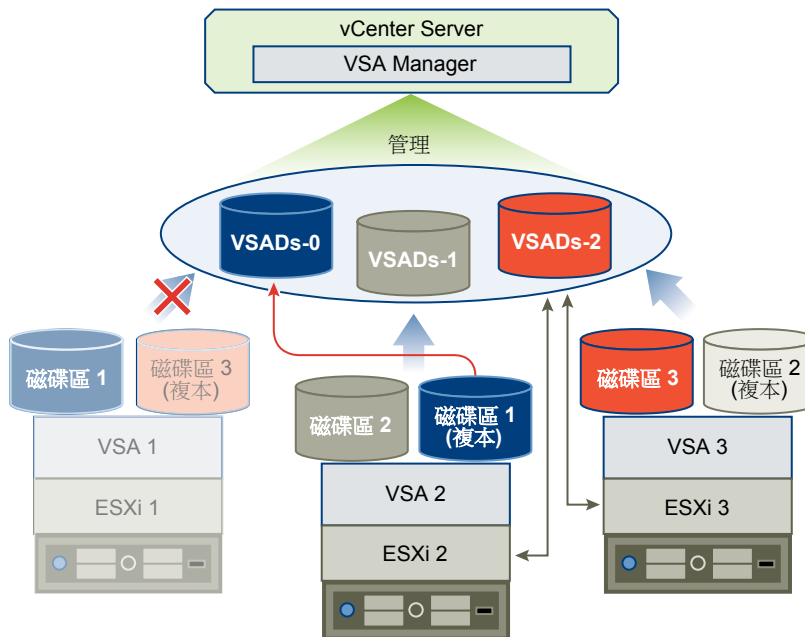 vCenter Server
VSA Manager
管理
VSADs-0
VSADs-1
VSADs-2
磁碟區 1
磁碟區 3
(複本)
VSA 1
ESXi 1
磁碟區 2
磁碟區 1
(複本)
VSA 2
ESXi 2
磁碟區 3
磁碟區 2
(複本)
VSA 3
ESXi 3